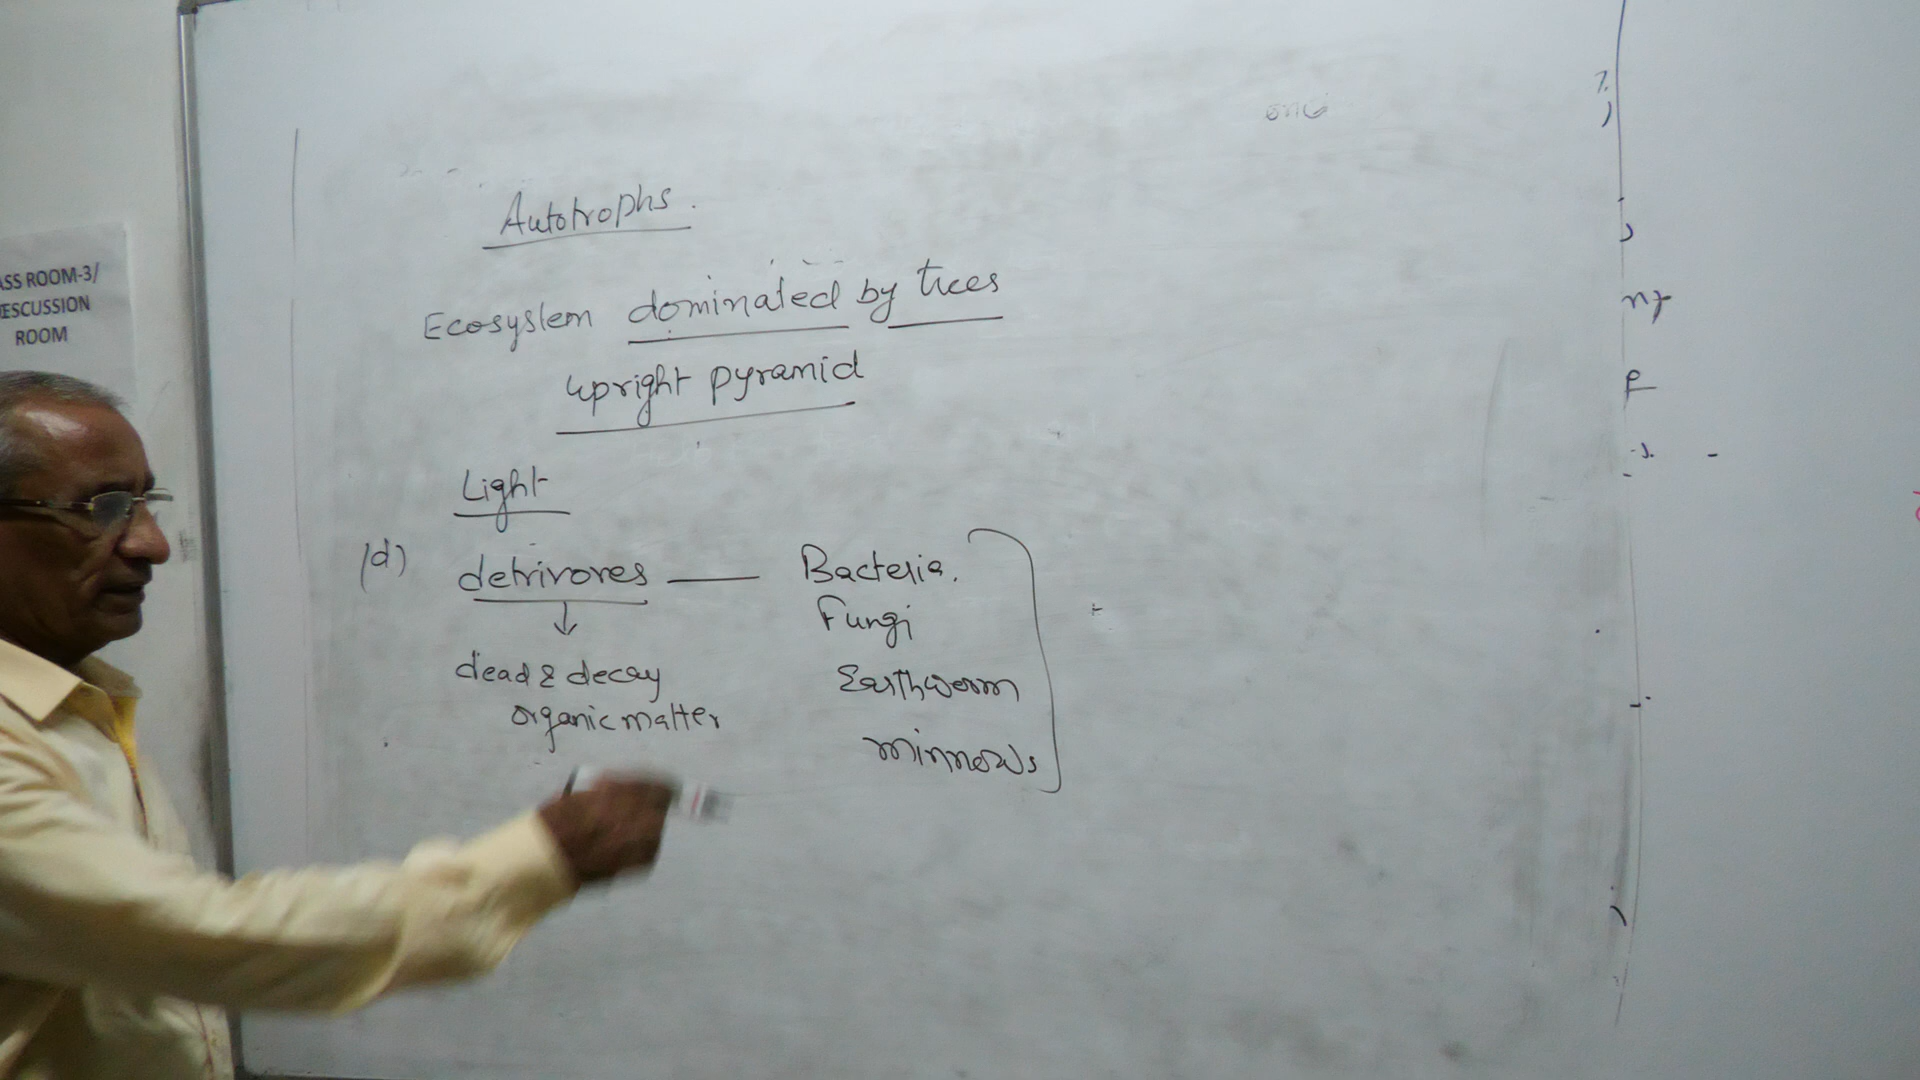 ASS ROOM-3/
ESCUSSION
ROOM
Autotrophs.
Ecosystem dominated by trees
upright pyramid
Light
(d) detrivores — Bacteria.
Fungi
Earthworm
minnows
↓
dead & decay
organic matter